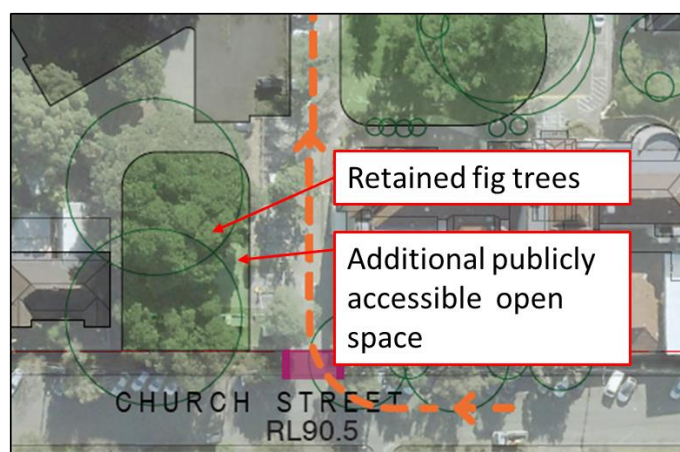 Retained fig trees
Additional publicly
accessible open
space
CHURCH STREET
RL90.5